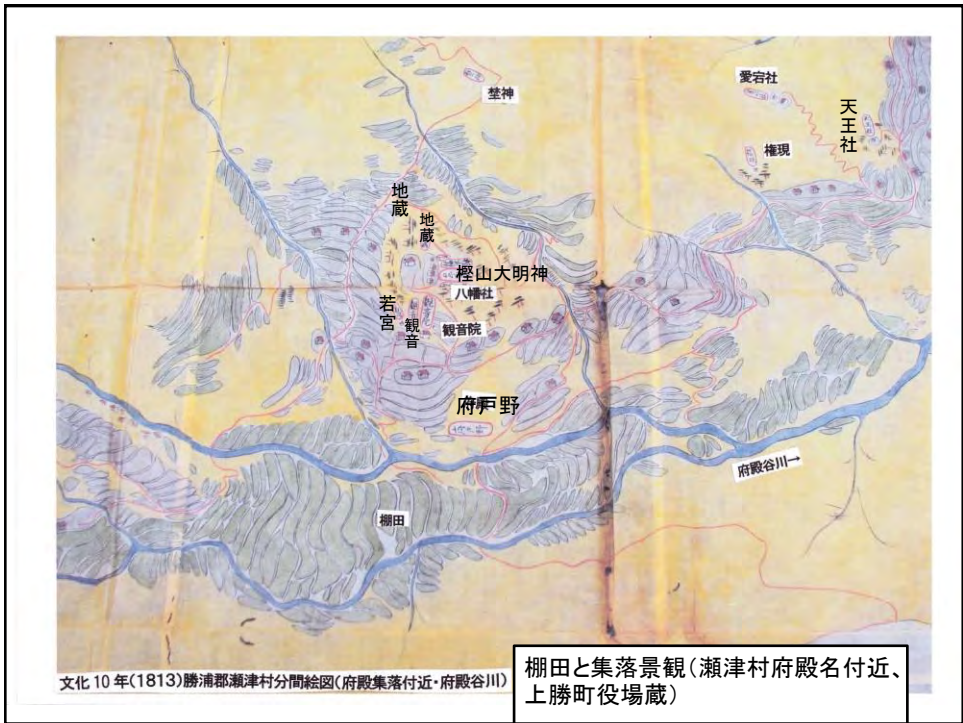 埜神
愛宕社
天王社
権現
地蔵
地蔵
樫山大明神
八幡社
若宮
観音
観音院
府戸野
府殿谷川→
棚田
文化10年(1813)勝浦郡瀬津村分間絵図(府殿集落付近・府殿谷川)
棚田と集落景観(瀬津村府殿名付近、
上勝町役場蔵)